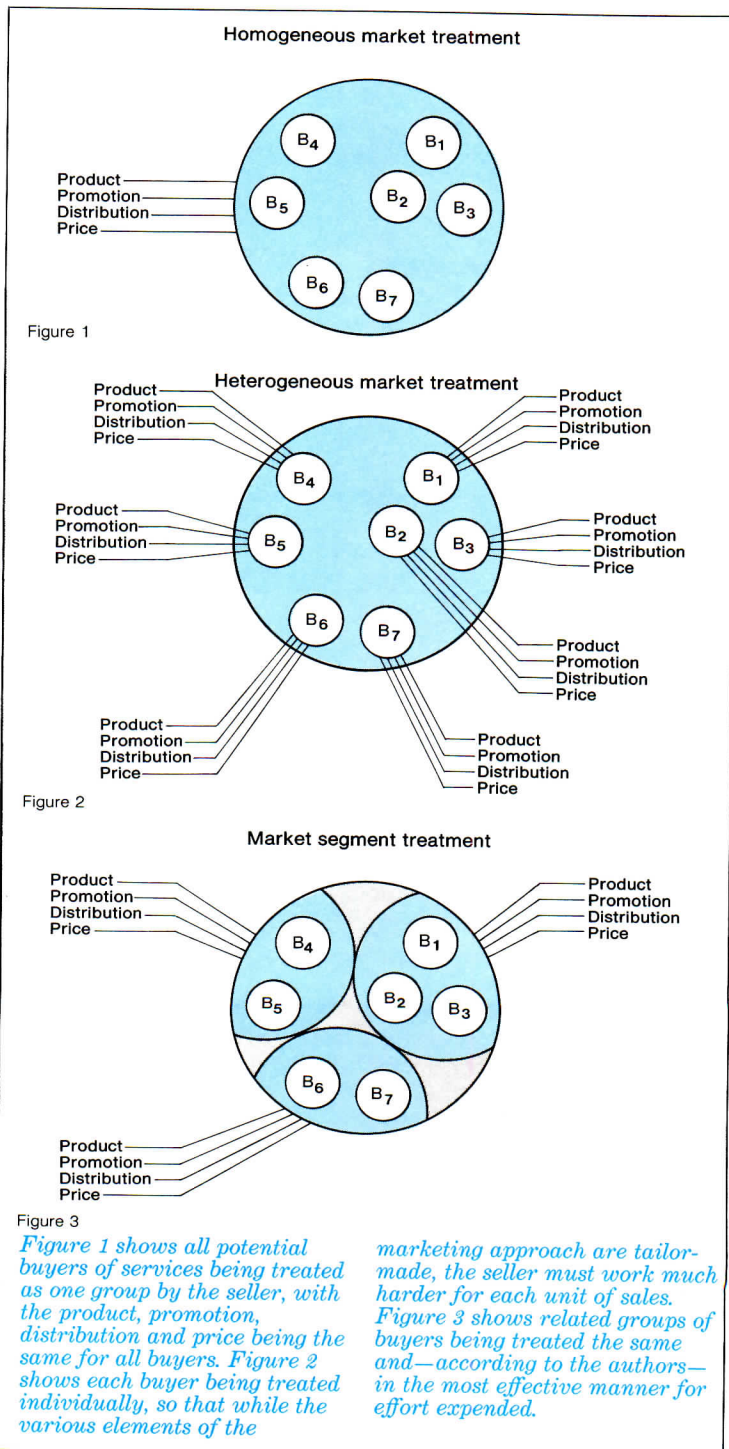 Homogeneous market treatment
B4
B1
Product
Promotion
Distribution
Price
B5
B2
B3
B6
B7
Figure 1
Heterogeneous market treatment
Product
Promotion
Distribution
Price
Product
Promotion
Distribution
Price
B4
B1
Product
Promotion
Distribution
Price
B5
B2
B3
Product
Promotion
Distribution
Price
B6
B7
Product
Promotion
Distribution
Price
Product
Promotion
Distribution
Price
Product
Promotion
Distribution
Price
Figure 2
Market segment treatment
Product
Promotion
Distribution
Price
Product
Promotion
Distribution
Price
B4
B1
B5
B2
B3
B6
B7
Product
Promotion
Distribution
Price
Figure 3
Figure 1 shows all potential
buyers of services being treated
as one group by the seller, with
the product, promotion,
distribution and price being the
same for all buyers. Figure 2
shows each buyer being treated
individually, so that while the
various elements of the
marketing approach are tailor-
made, the seller must work much
harder for each unit of sales.
Figure 3 shows related groups of
buyers being treated the same
and—according to the authors—
in the most effective manner for
effort expended.